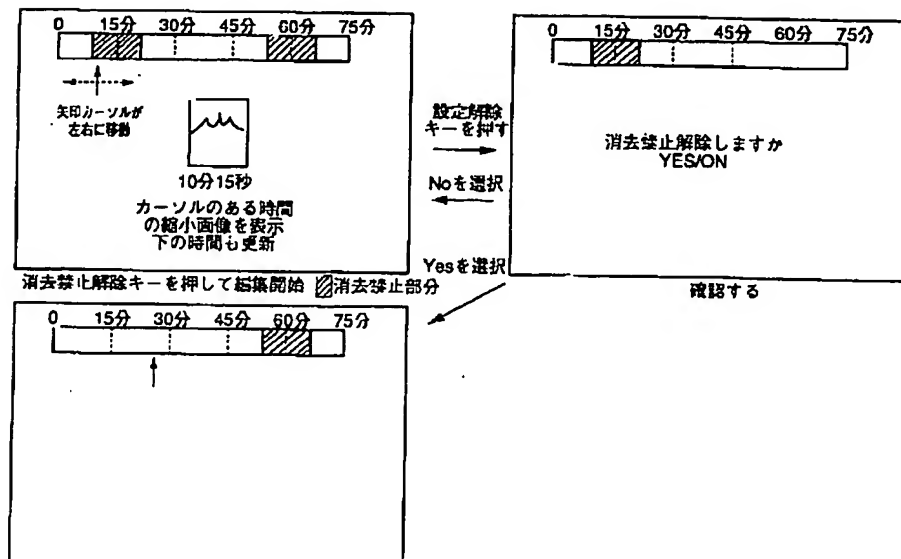 0 15分 30分 45分 60分 75分
矢印カーソルが
左右に移動
10分15秒
カーソルのある時間
の縮小画像を表示
下の時間も更新
消去禁止解除キーを押して編集開始 消去禁止部分
設定解除
キーを押す
Noを選択
Yesを選択
0 15分 30分 45分 60分 75分
消去禁止解除しますか
YES/ON
確認する
0 15分 30分 45分 60分 75分